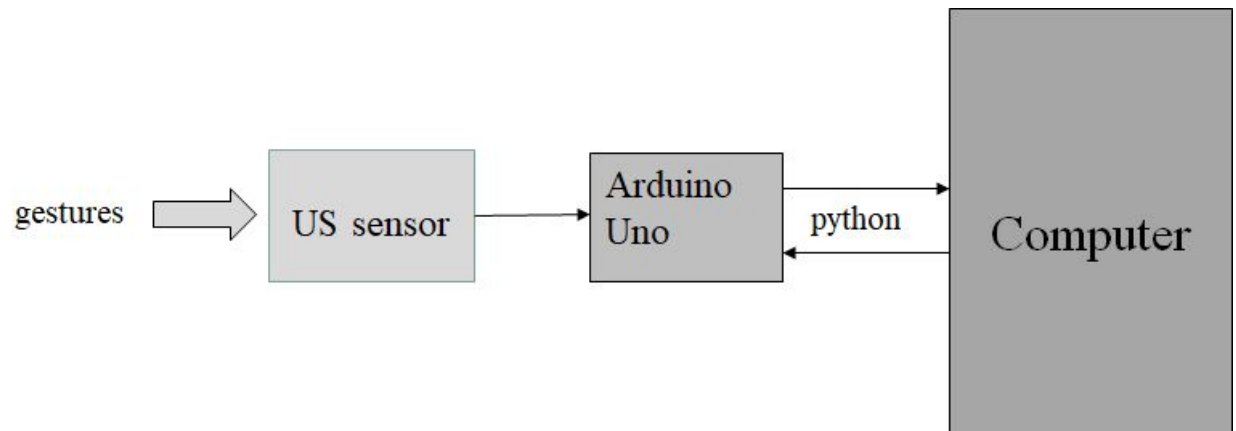 gestures
US sensor
Arduino
Uno
python
Computer